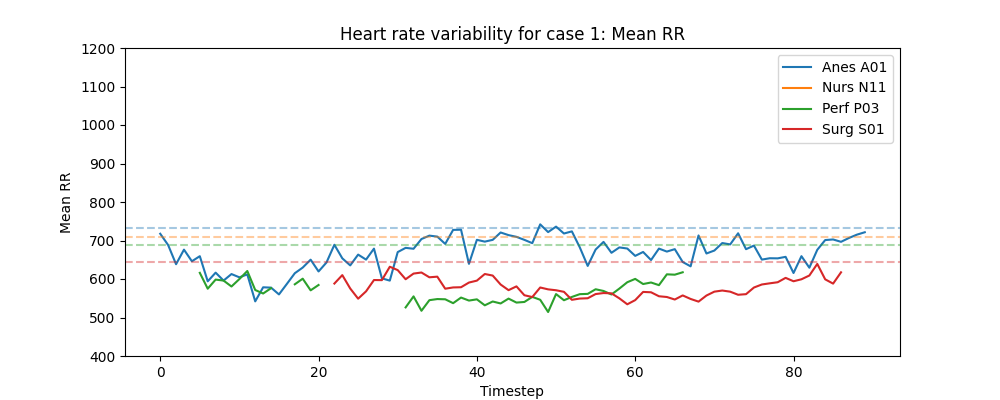 Heart rate variability for case 1: Mean RR
1200
1100
1000
900
800
700
600
500
400
Mean RR
0
20
40
60
80
Timestep
Anes A01
Nurs N11
Perf P03
Surg S01